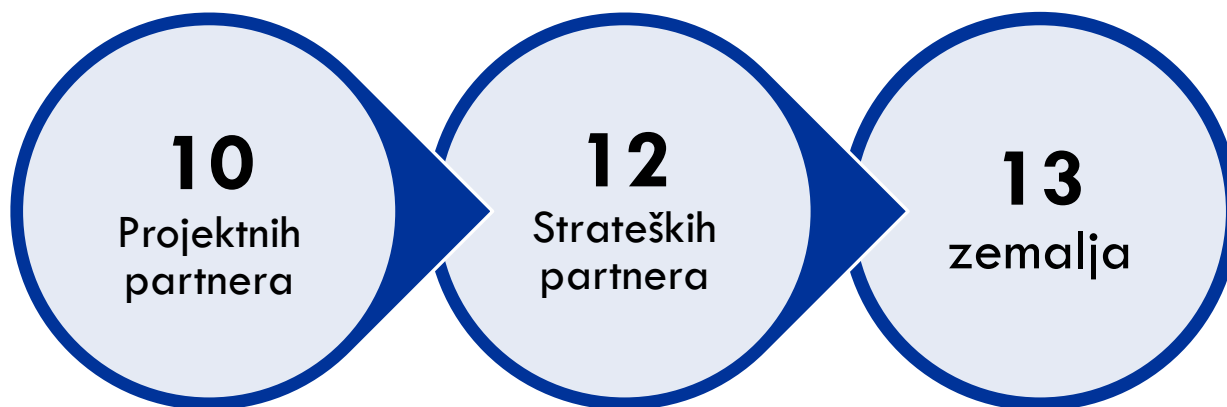 10
Projektnih
partnera
12
Strateških
partnera
13
zemalja